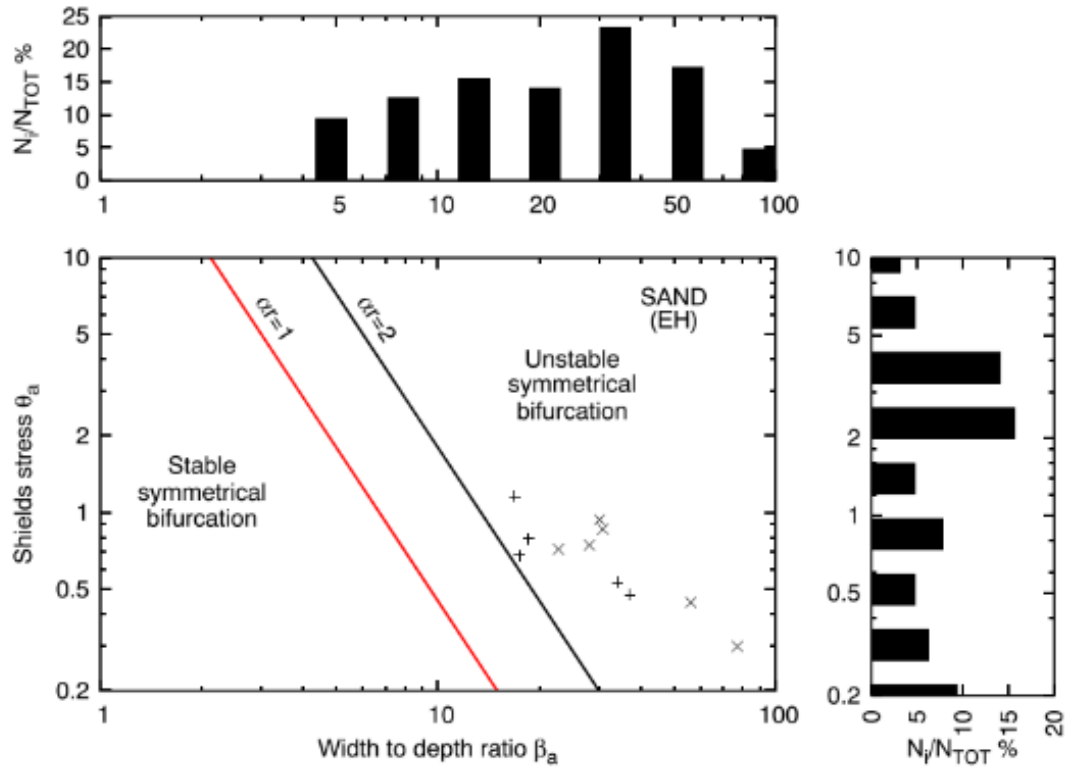 25
20
15
10
5
0
N_i/N_TOT %
1
5
10
20
50
100
10
5
2
1
0.5
0.2
Shields stress θ_a
αr=1
αr=2
SAND
(EH)
Unstable
symmetrical
bifurcation
Stable
symmetrical
bifurcation
1
10
100
Width to depth ratio β_a
10
5
2
1
0.5
0.2
0
5
10
15
20
N_i/N_TOT %